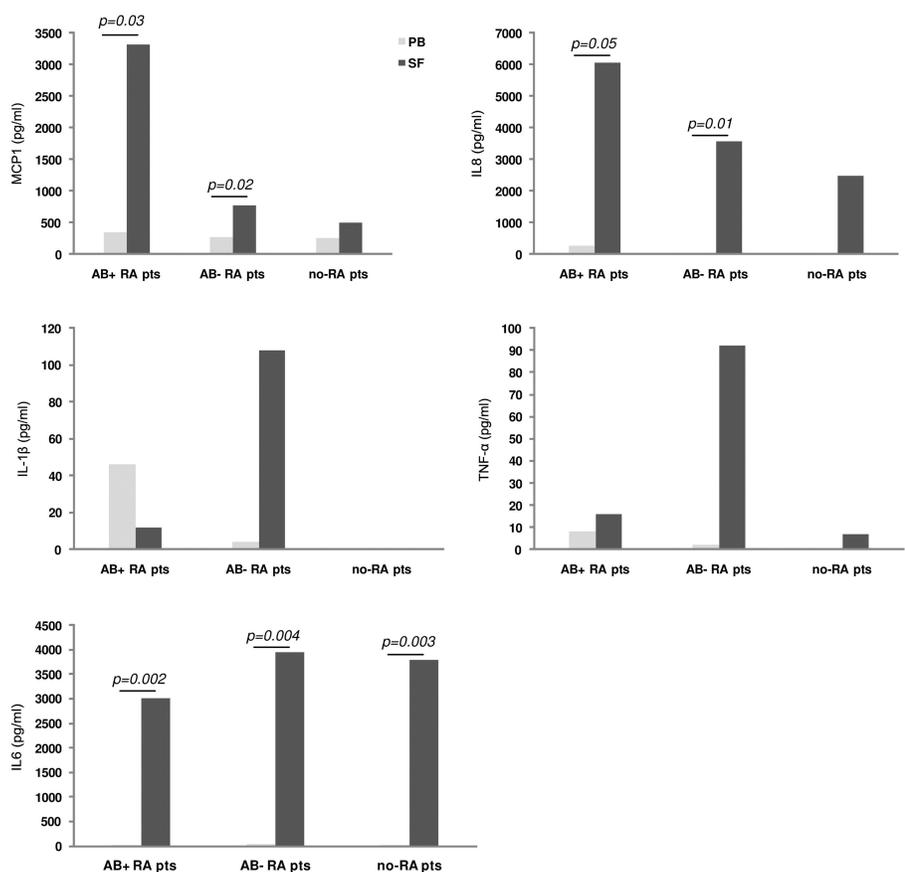 p=0.03
3500
3000
2500
2000
1500
1000
500
0
MCP1 (pg/ml)
p=0.02
AB+ RA pts AB- RA pts no-RA pts
PB
SF
p=0.05
7000
6000
5000
4000
3000
2000
1000
0
IL8 (pg/ml)
p=0.01
AB+ RA pts AB- RA pts no-RA pts
120
100
80
60
40
20
0
IL-1β (pg/ml)
AB+ RA pts AB- RA pts no-RA pts
100
90
80
70
60
50
40
30
20
10
0
TNF-α (pg/ml)
AB+ RA pts AB- RA pts no-RA pts
4500
4000
3500
3000
2500
2000
1500
1000
500
0
IL6 (pg/ml)
p=0.002
p=0.004
p=0.003
AB+ RA pts AB- RA pts no-RA pts